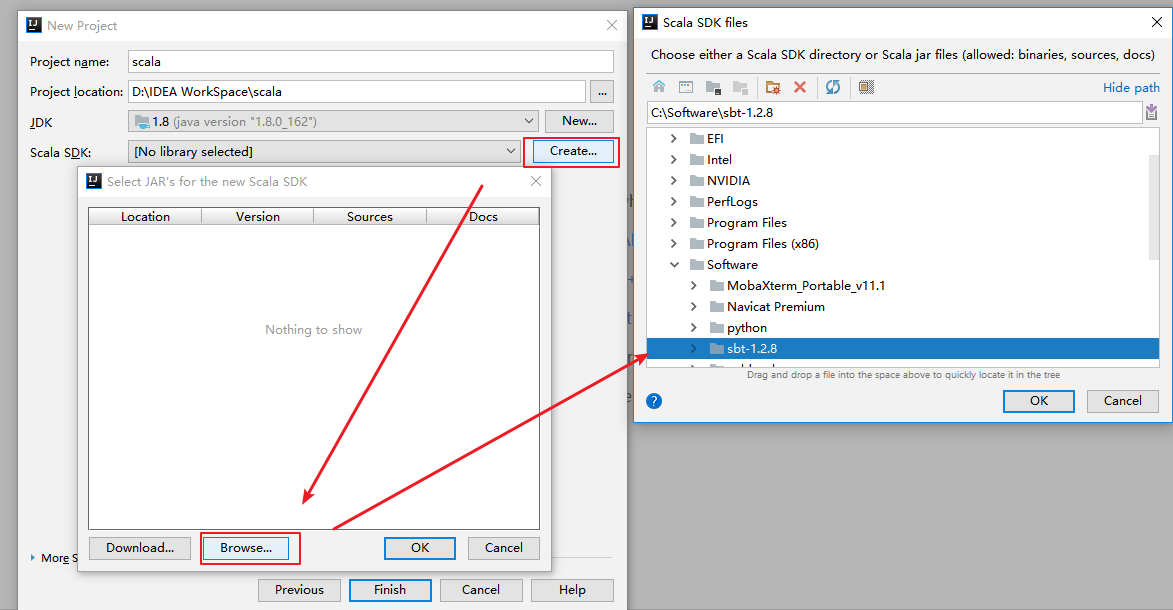 New Project
Project name:
scala
Project location:
D:\IDEA WorkSpace\scala
...
JDK
1.8 (java version "1.8.0_162")
New...
Scala SDK:
[No library selected]
Create...
Select JAR's for the new Scala SDK
Location
Version
Sources
Docs
Nothing to show
Download...
Browse...
OK
Cancel
More S
Previous
Finish
Cancel
Help
Scala SDK files
Choose either a Scala SDK directory or Scala jar files (allowed: binaries, sources, docs)
Hide path
C:\Software\sbt-1.2.8
EFI
Intel
NVIDIA
PerfLogs
Program Files
Program Files (x86)
Software
MobaXterm_Portable_v11.1
Navicat Premium
python
sbt-1.2.8
Drag and drop a file into the space above to quickly locate it in the tree
?
OK
Cancel